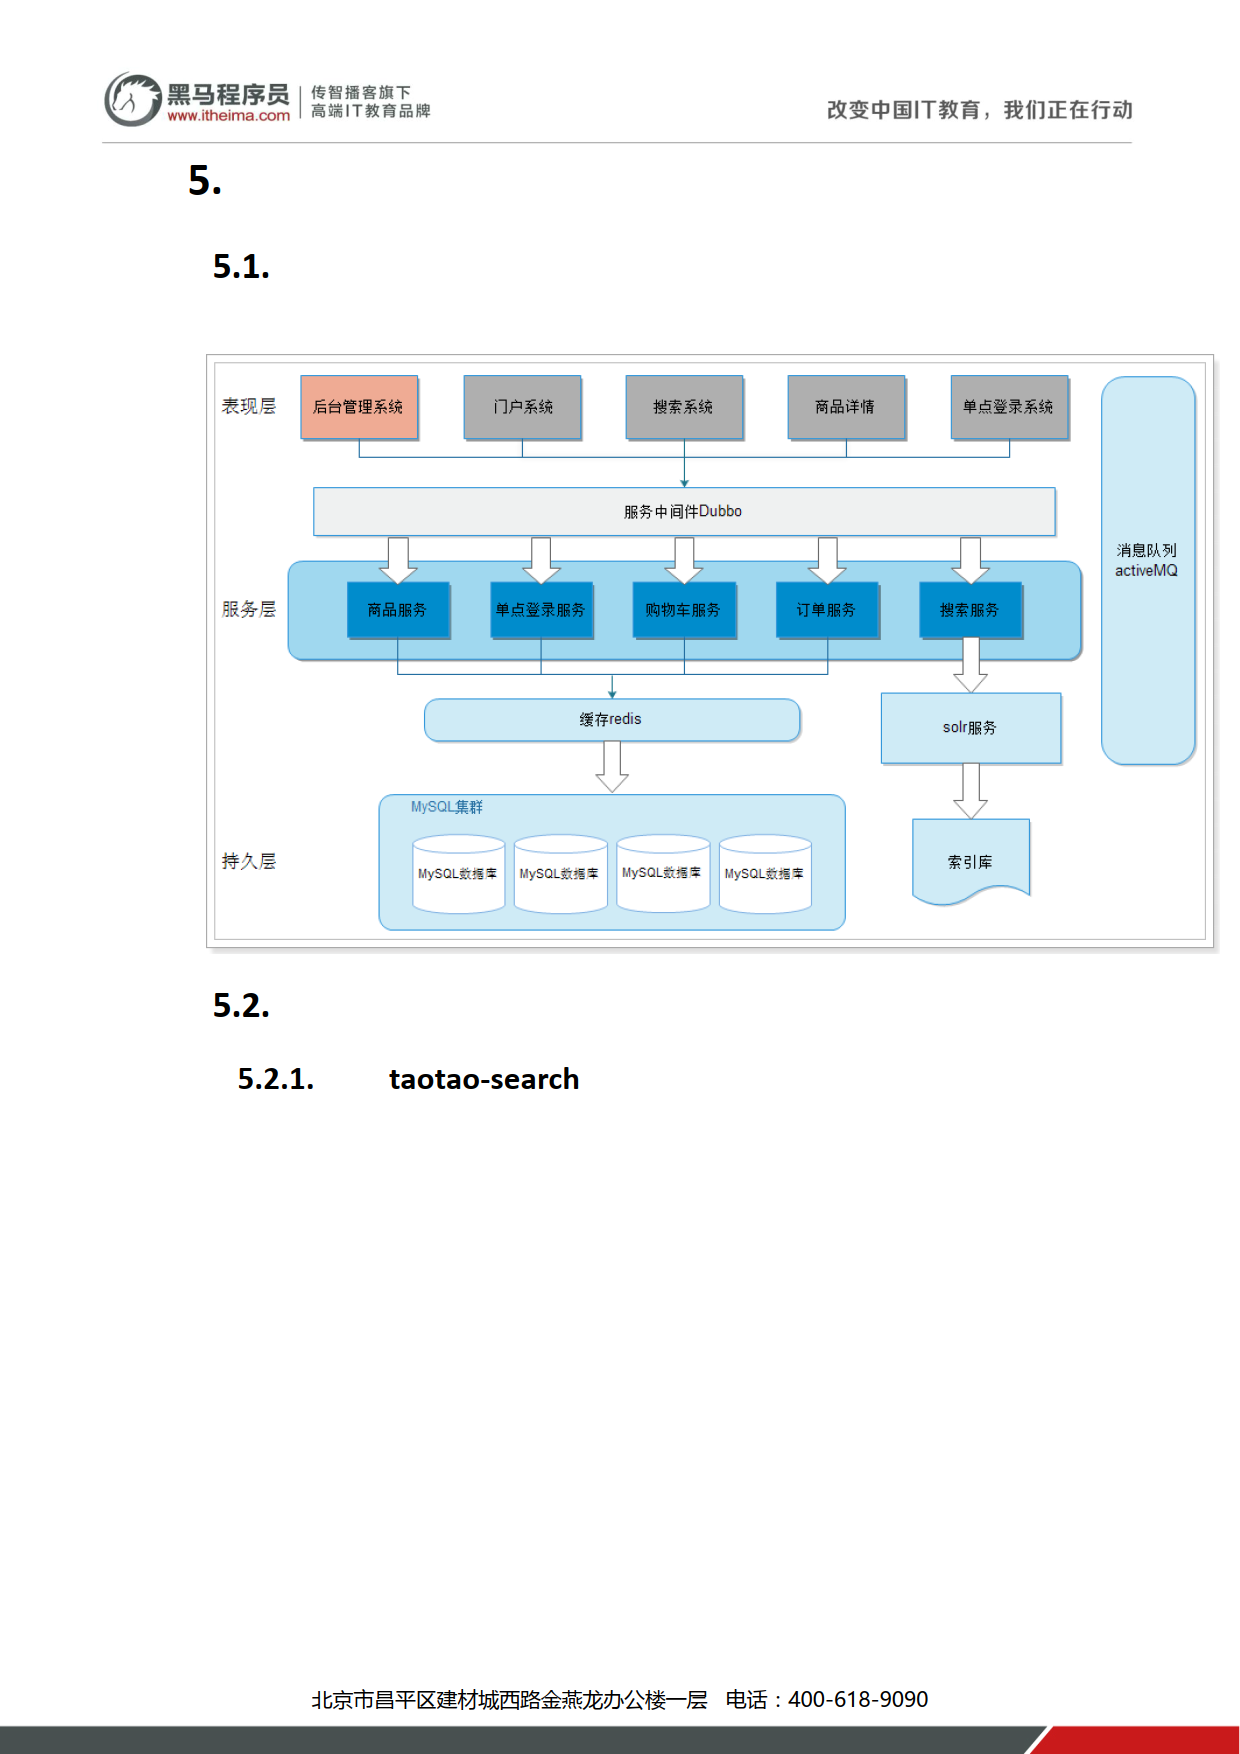 黑马程序员
www.itheima.com
传智播客旗下
高端IT教育品牌
改变中国IT教育，我们正在行动
5.
5.1.
表现层 后台管理系统 门户系统 搜索系统 商品详情 单点登录系统
服务中间件Dubbo
消息队列
activeMQ
服务层 商品服务 单点登录服务 购物车服务 订单服务 搜索服务
缓存redis
solr服务
MySQL集群
持久层 MySQL数据库 MySQL数据库 MySQL数据库 MySQL数据库 索引库
5.2.
5.2.1. taotao-search
北京市昌平区建材城西路金燕龙办公楼一层 电话：400-618-9090